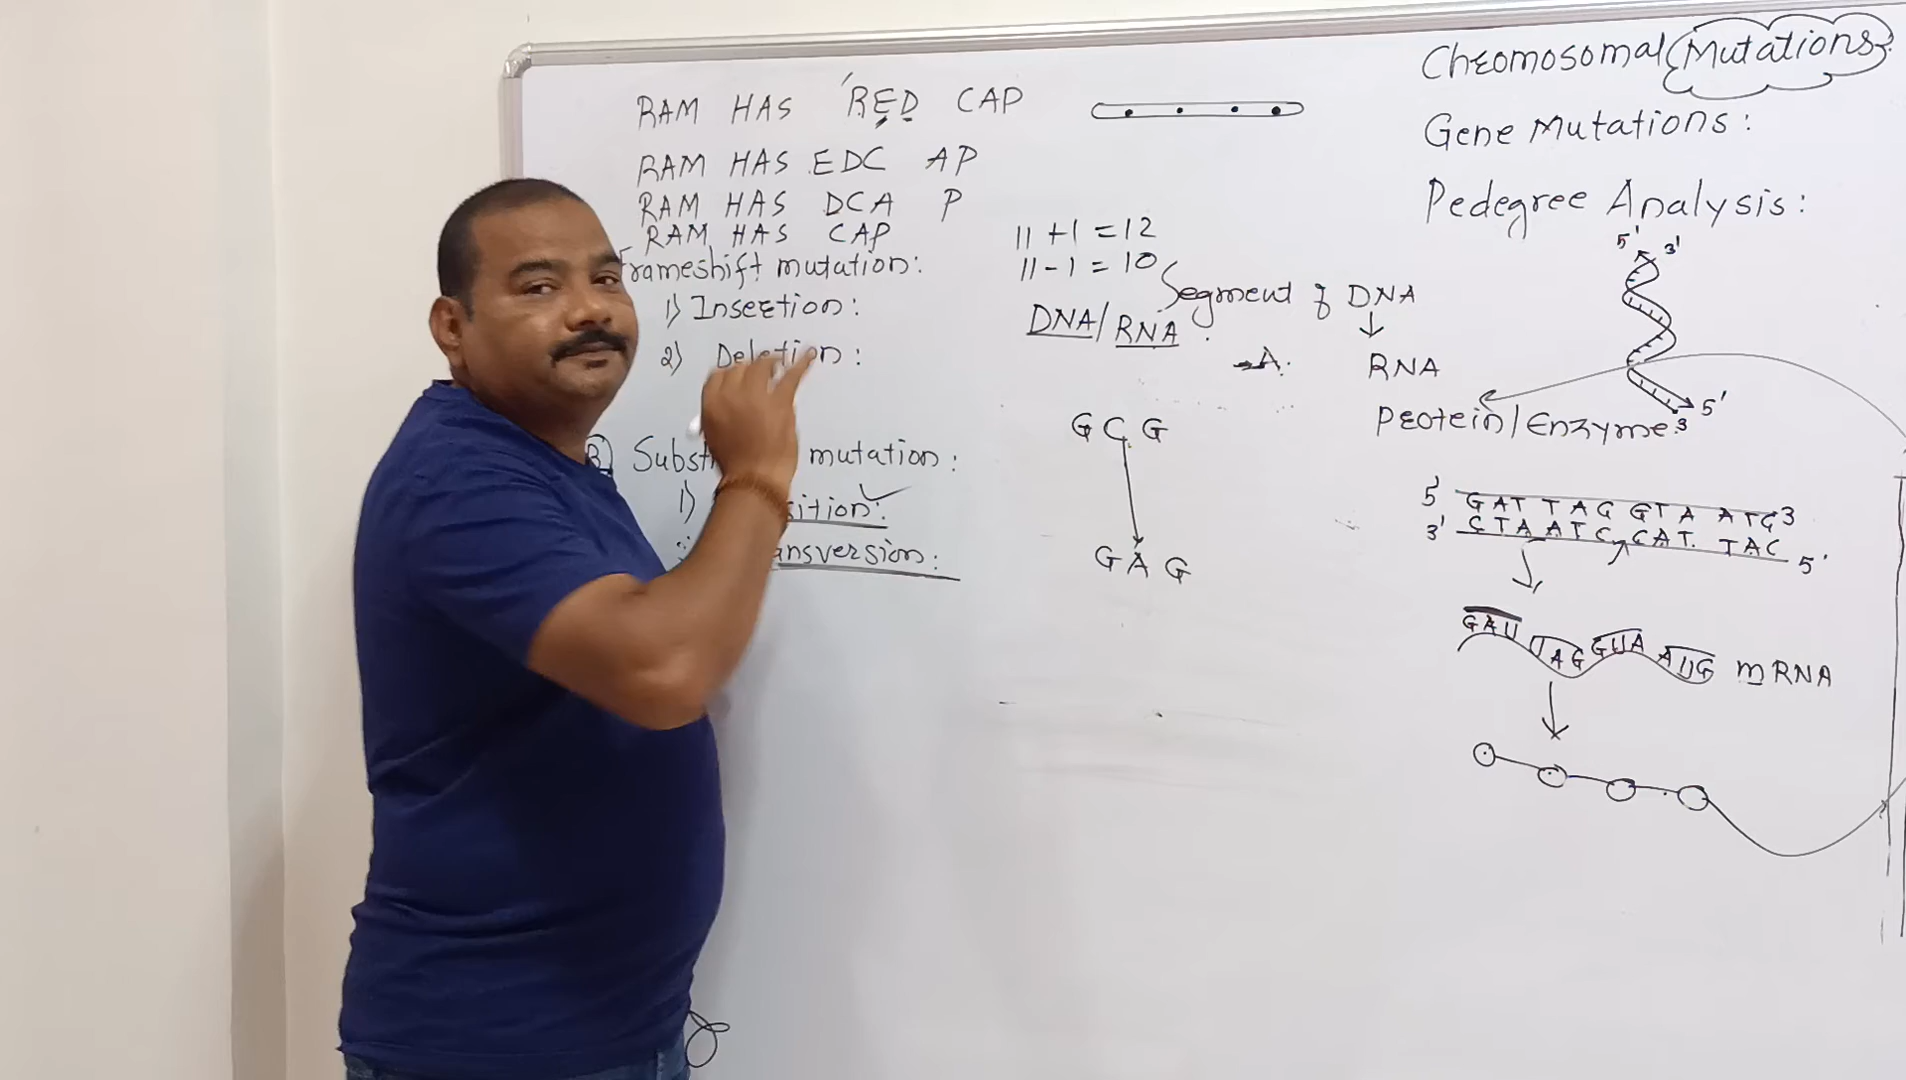 RAM HAS RED CAP
RAM HAS EDC AP
RAM HAS DCA P
RAM HAS CAP
Frameshift mutation:
1) Insertion:
2) Deletion:
B) mutation:
1)
11 + 1 = 12
11 - 1 = 10
DNA/RNA
Segment of DNA
A.
RNA
Protein/Enzyme
G C G
G A G
Chromosomal Mutations
Gene Mutations:
Pedegree Analysis:
5' 3'
5'
3
5' GAT TAG GTA ATG 3
3' CTA ATC CAT TAC 5'
GAU UAG GUA AUG mRNA